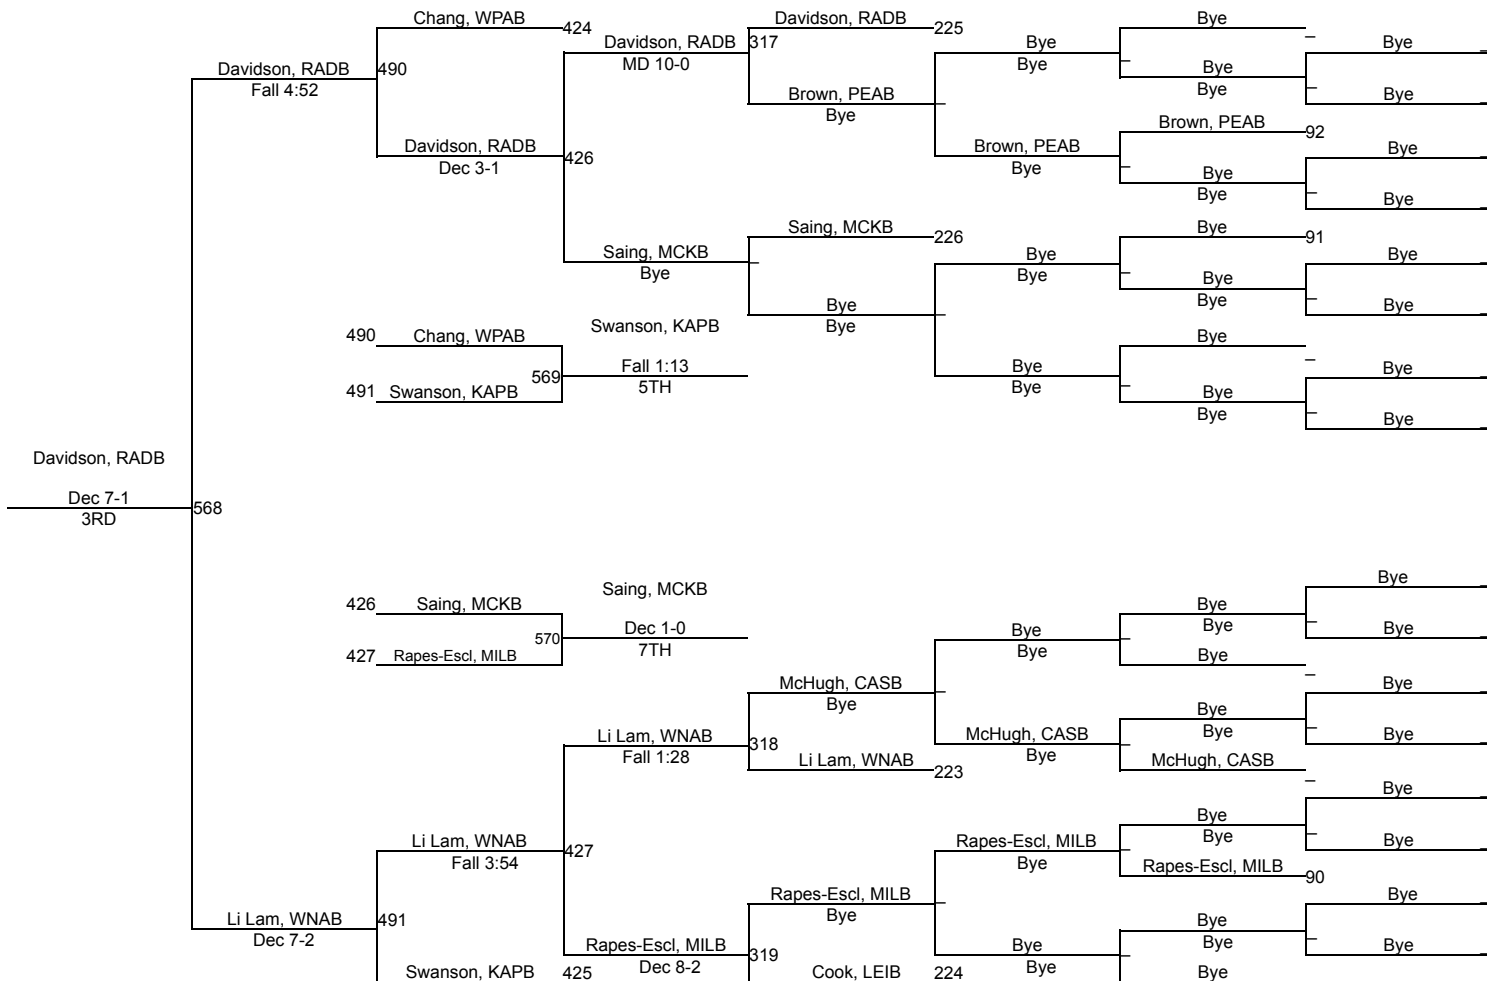 Chang, WPAB
424
Davidson, RADB
225
Bye
Davidson, RADB
317
MD 10-0
Bye
Bye
Bye
Davidson, RADB
490
Fall 4:52
Bye
Bye
Brown, PEAB
Bye
Bye
Brown, PEAB
92
Davidson, RADB
426
Dec 3-1
Brown, PEAB
Bye
Bye
Bye
Bye
Bye
Saing, MCKB
226
Bye
91
Saing, MCKB
Bye
Bye
Bye
Bye
Bye
Bye
Bye
Bye
Bye
490
Chang, WPAB
Swanson, KAPB
Bye
569
Fall 1:13
5TH
Bye
Bye
Bye
491
Swanson, KAPB
Bye
Bye
Bye
Davidson, RADB
Dec 7-1
3RD
568
Saing, MCKB
Bye
426
Saing, MCKB
Bye
Bye
570
Dec 1-0
7TH
Bye
Bye
Bye
427
Rapes-Escl, MILB
Bye
McHugh, CASB
Bye
Bye
Li Lam, WNAB
318
Fall 1:28
McHugh, CASB
Bye
Bye
Bye
Bye
Li Lam, WNAB
223
McHugh, CASB
Bye
Li Lam, WNAB
427
Fall 3:54
Rapes-Escl, MILB
Bye
Bye
Bye
Bye
Rapes-Escl, MILB
90
Rapes-Escl, MILB
Bye
Bye
Li Lam, WNAB
491
Dec 7-2
Bye
Bye
Rapes-Escl, MILB
319
Dec 8-2
Bye
Bye
Bye
Swanson, KAPB
425
Cook, LEIB
224
Bye